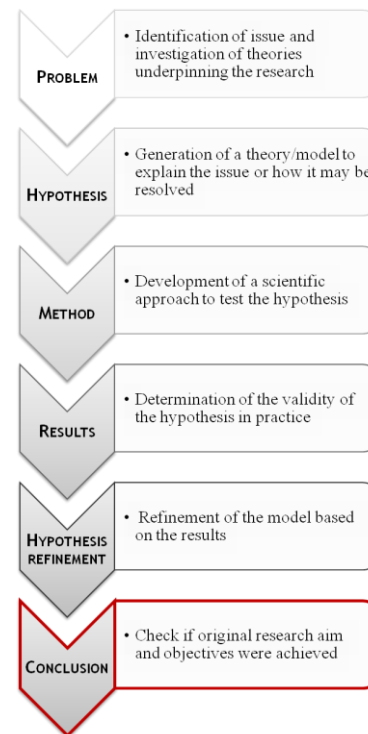 • Identification of issue and
investigation of theories
underpinning the research
PROBLEM
• Generation of a theory/model to
explain the issue or how it may be
resolved
HYPOTHESIS
• Development of a scientific
approach to test the hypothesis
METHOD
• Determination of the validity of
the hypothesis in practice
RESULTS
• Refinement of the model based
on the results
HYPOTHESIS
REFINEMENT
• Check if original research aim
and objectives were achieved
CONCLUSION